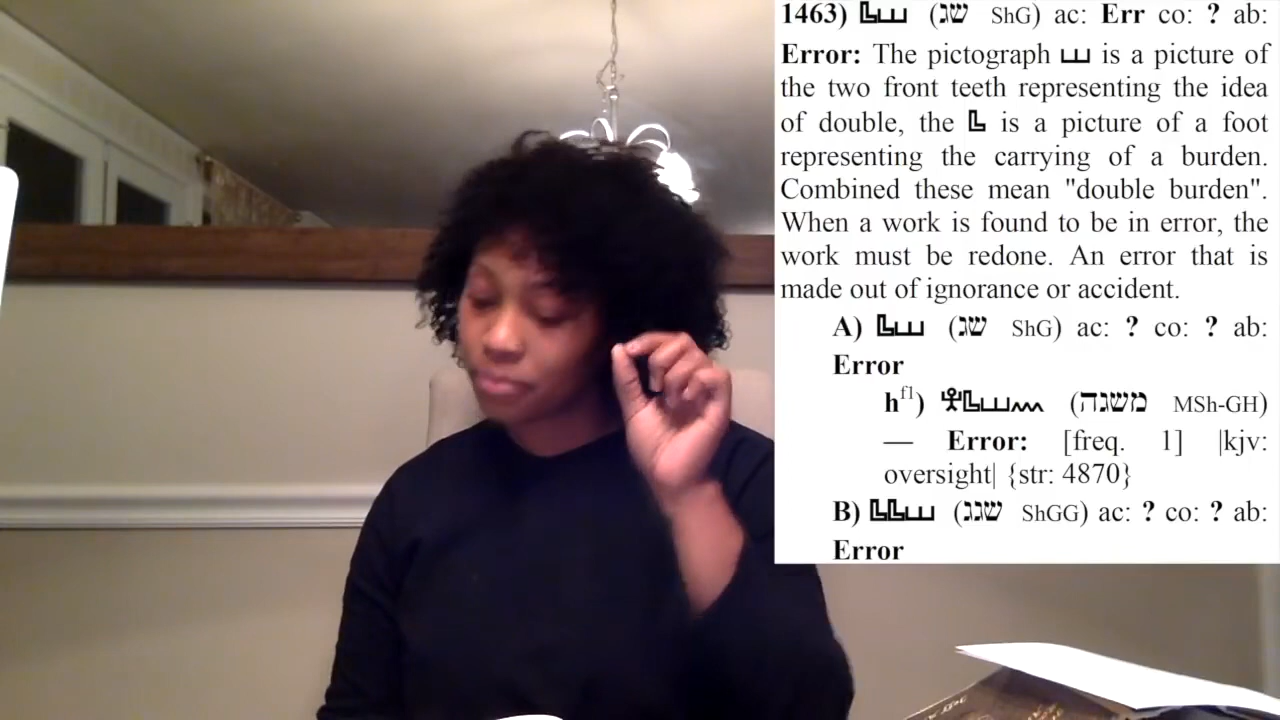 1463) 𐤔𐤂 (שג ShG) ac: Err co: ? ab:
Error: The pictograph is a picture of
the two front teeth representing the idea
of double, the is a picture of a foot
representing the carrying of a burden.
Combined these mean "double burden".
When a work is found to be in error, the
work must be redone. An error that is
made out of ignorance or accident.
A) (שג ShG) ac: ? co: ? ab:
Error
hf1) (משגה MSh-GH)
— Error: [freq. 1] |kjv:
oversight| {str: 4870}
B) (שגג ShGG) ac: ? co: ? ab:
Error